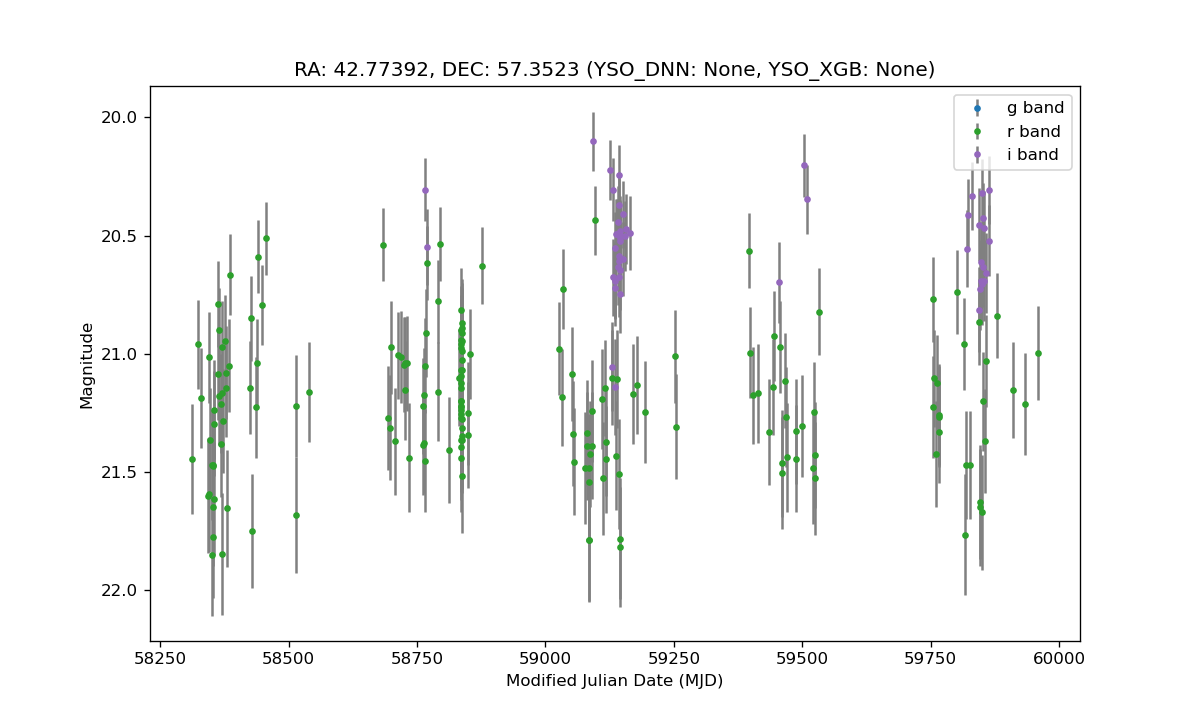 RA: 42.77392, DEC: 57.3523 (YSO_DNN: None, YSO_XGB: None)
g band
r band
i band
20.0
20.5
21.0
21.5
22.0
Magnitude
58250 58500 58750 59000 59250 59500 59750 60000
Modified Julian Date (MJD)